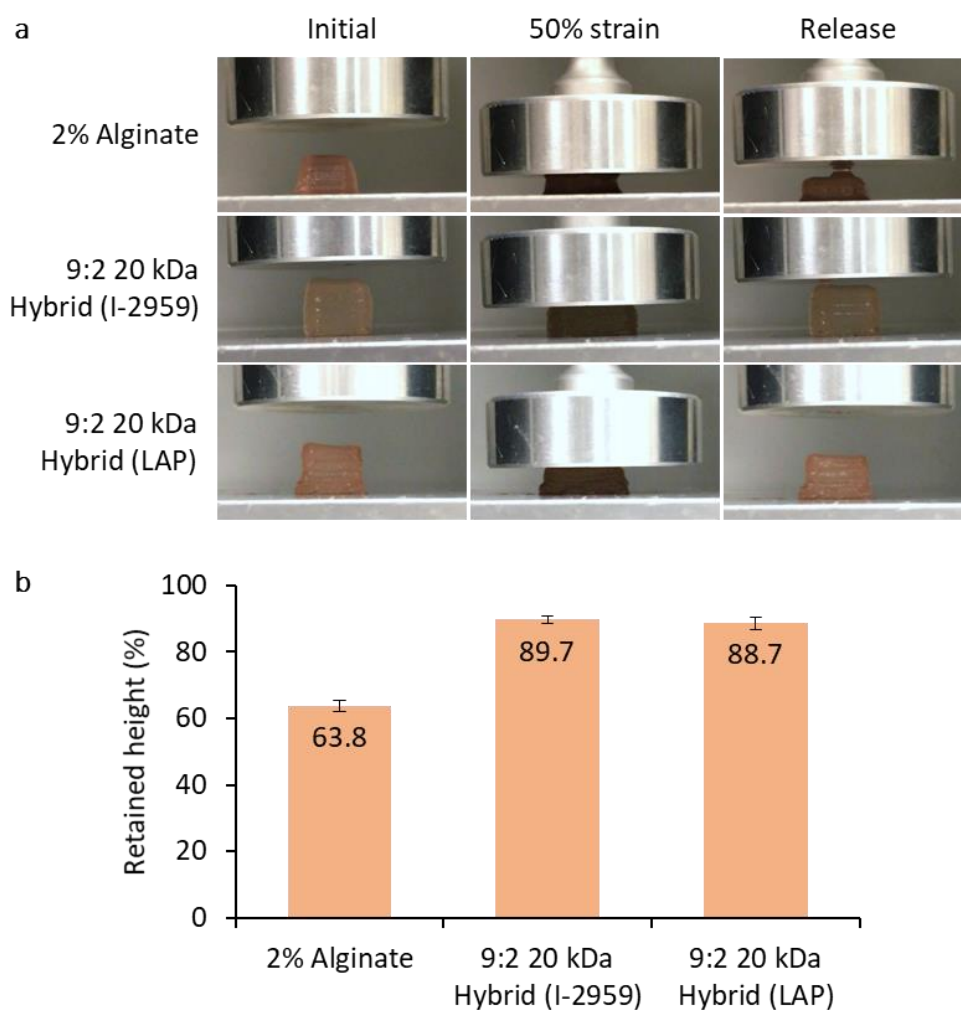 a
Initial
50% strain
Release
2% Alginate
9:2 20 kDa
Hybrid (I-2959)
9:2 20 kDa
Hybrid (LAP)
b
Retained height (%)
100
80
60
40
20
0
63.8
89.7
88.7
2% Alginate
9:2 20 kDa
Hybrid (I-2959)
9:2 20 kDa
Hybrid (LAP)